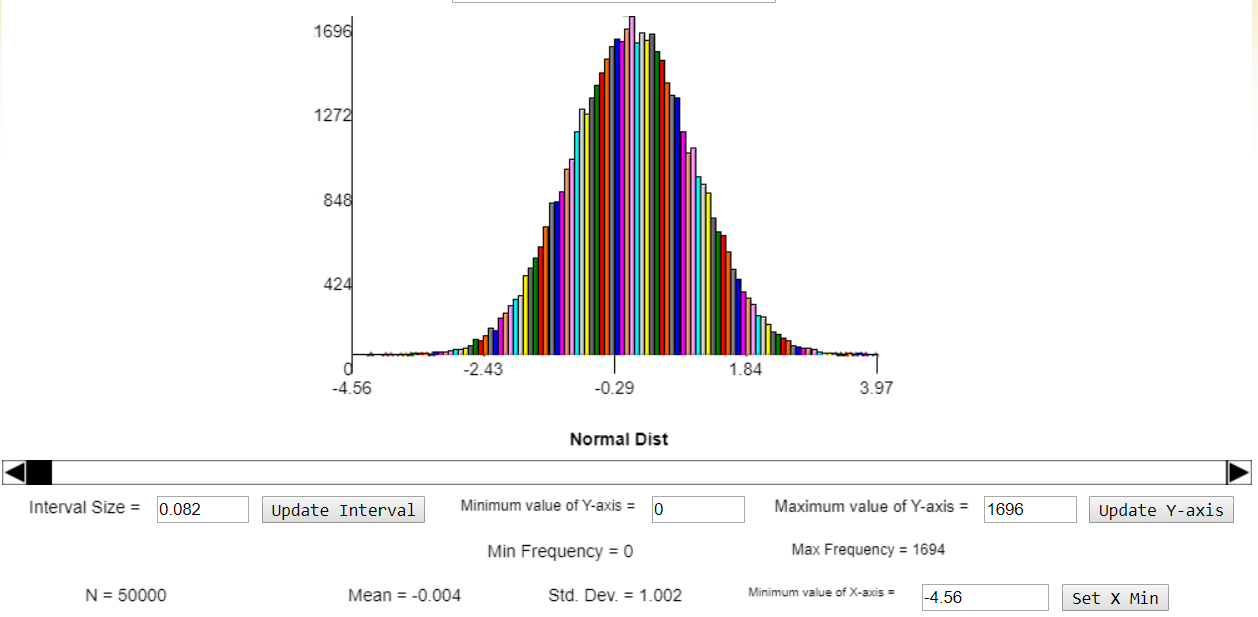 1696
1272
848
424
0
-4.56 -2.43 -0.29 1.84 3.97
Normal Dist
Interval Size = 0.082 Update Interval Minimum value of Y-axis = 0 Maximum value of Y-axis = 1696 Update Y-axis
Min Frequency = 0 Max Frequency = 1694
N = 50000 Mean = -0.004 Std. Dev. = 1.002 Minimum value of X-axis = -4.56 Set X Min